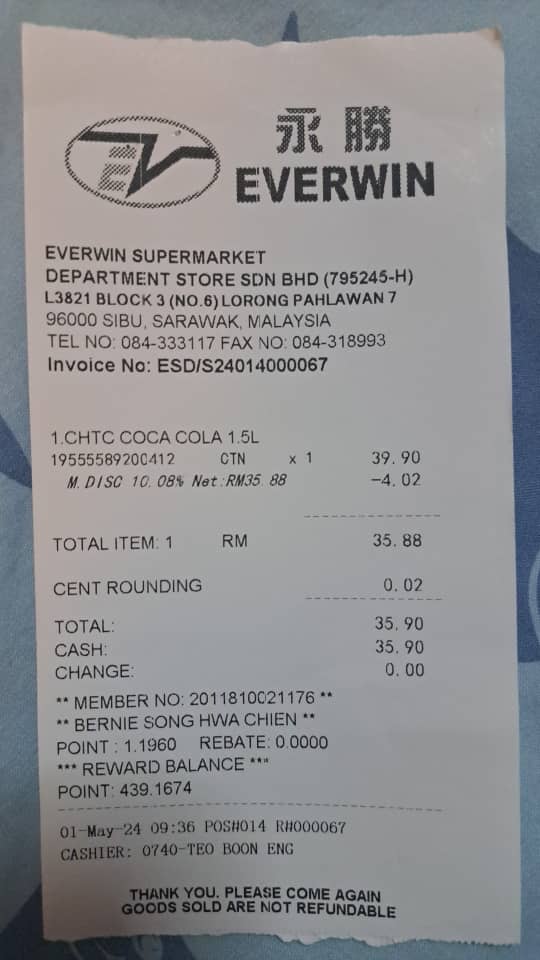 EV
永勝
EVERWIN
EVERWIN SUPERMARKET
DEPARTMENT STORE SDN BHD (795245-H)
L3821 BLOCK 3 (NO.6) LORONG PAHLAWAN 7
96000 SIBU, SARAWAK, MALAYSIA
TEL NO: 084-333117 FAX NO: 084-318993
Invoice No: ESD/S24014000067
1.CHTC COCA COLA 1.5L
19555589200412 CTN x 1 39.90
M.DISC 10.08% Net:RM35.88 -4.02
TOTAL ITEM: 1 RM 35.88
CENT ROUNDING 0.02
TOTAL: 35.90
CASH: 35.90
CHANGE: 0.00
** MEMBER NO: 2011810021176 **
** BERNIE SONG HWA CHIEN **
POINT : 1.1960 REBATE: 0.0000
*** REWARD BALANCE ***
POINT: 439.1674
01-May-24 09:36 POS#014 R#000067
CASHIER: 0740-TEO BOON ENG
THANK YOU. PLEASE COME AGAIN
GOODS SOLD ARE NOT REFUNDABLE